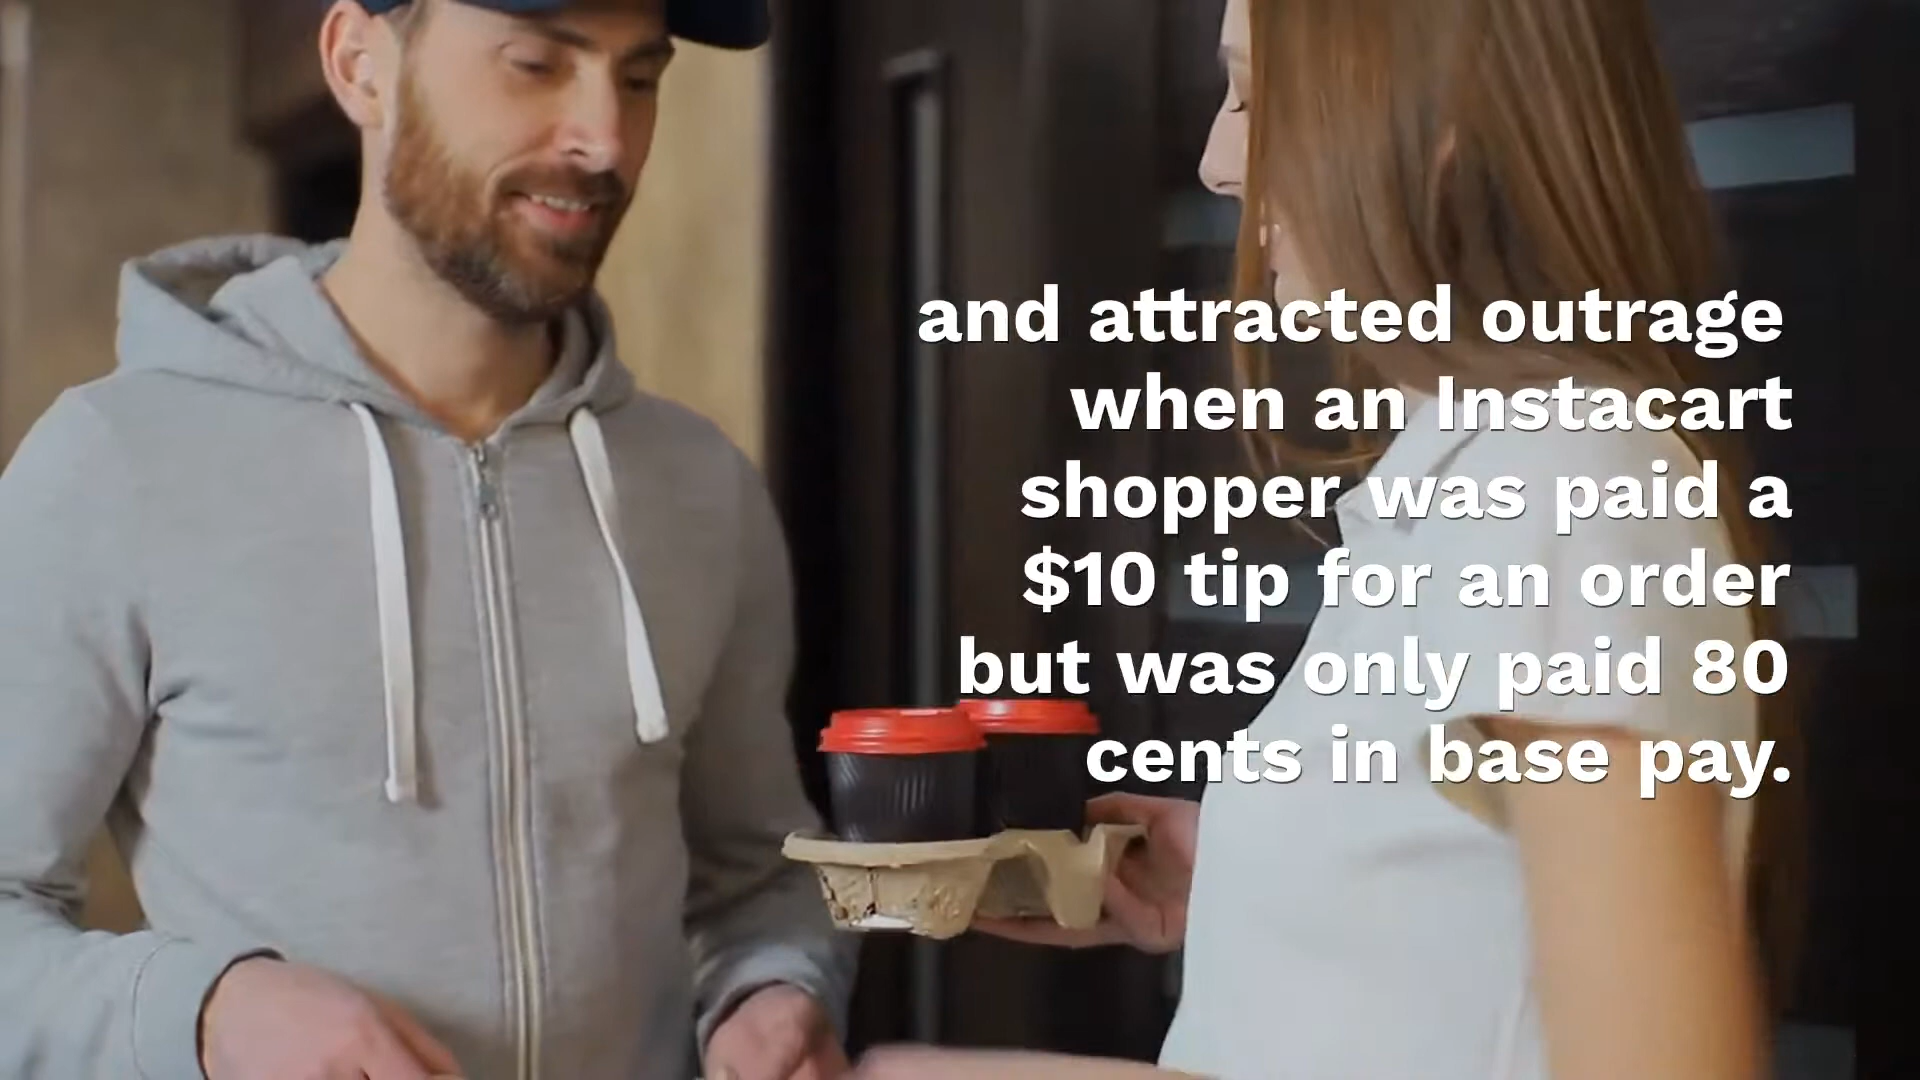 and attracted outrage
when an Instacart
shopper was paid a
$10 tip for an order
but was only paid 80
cents in base pay.